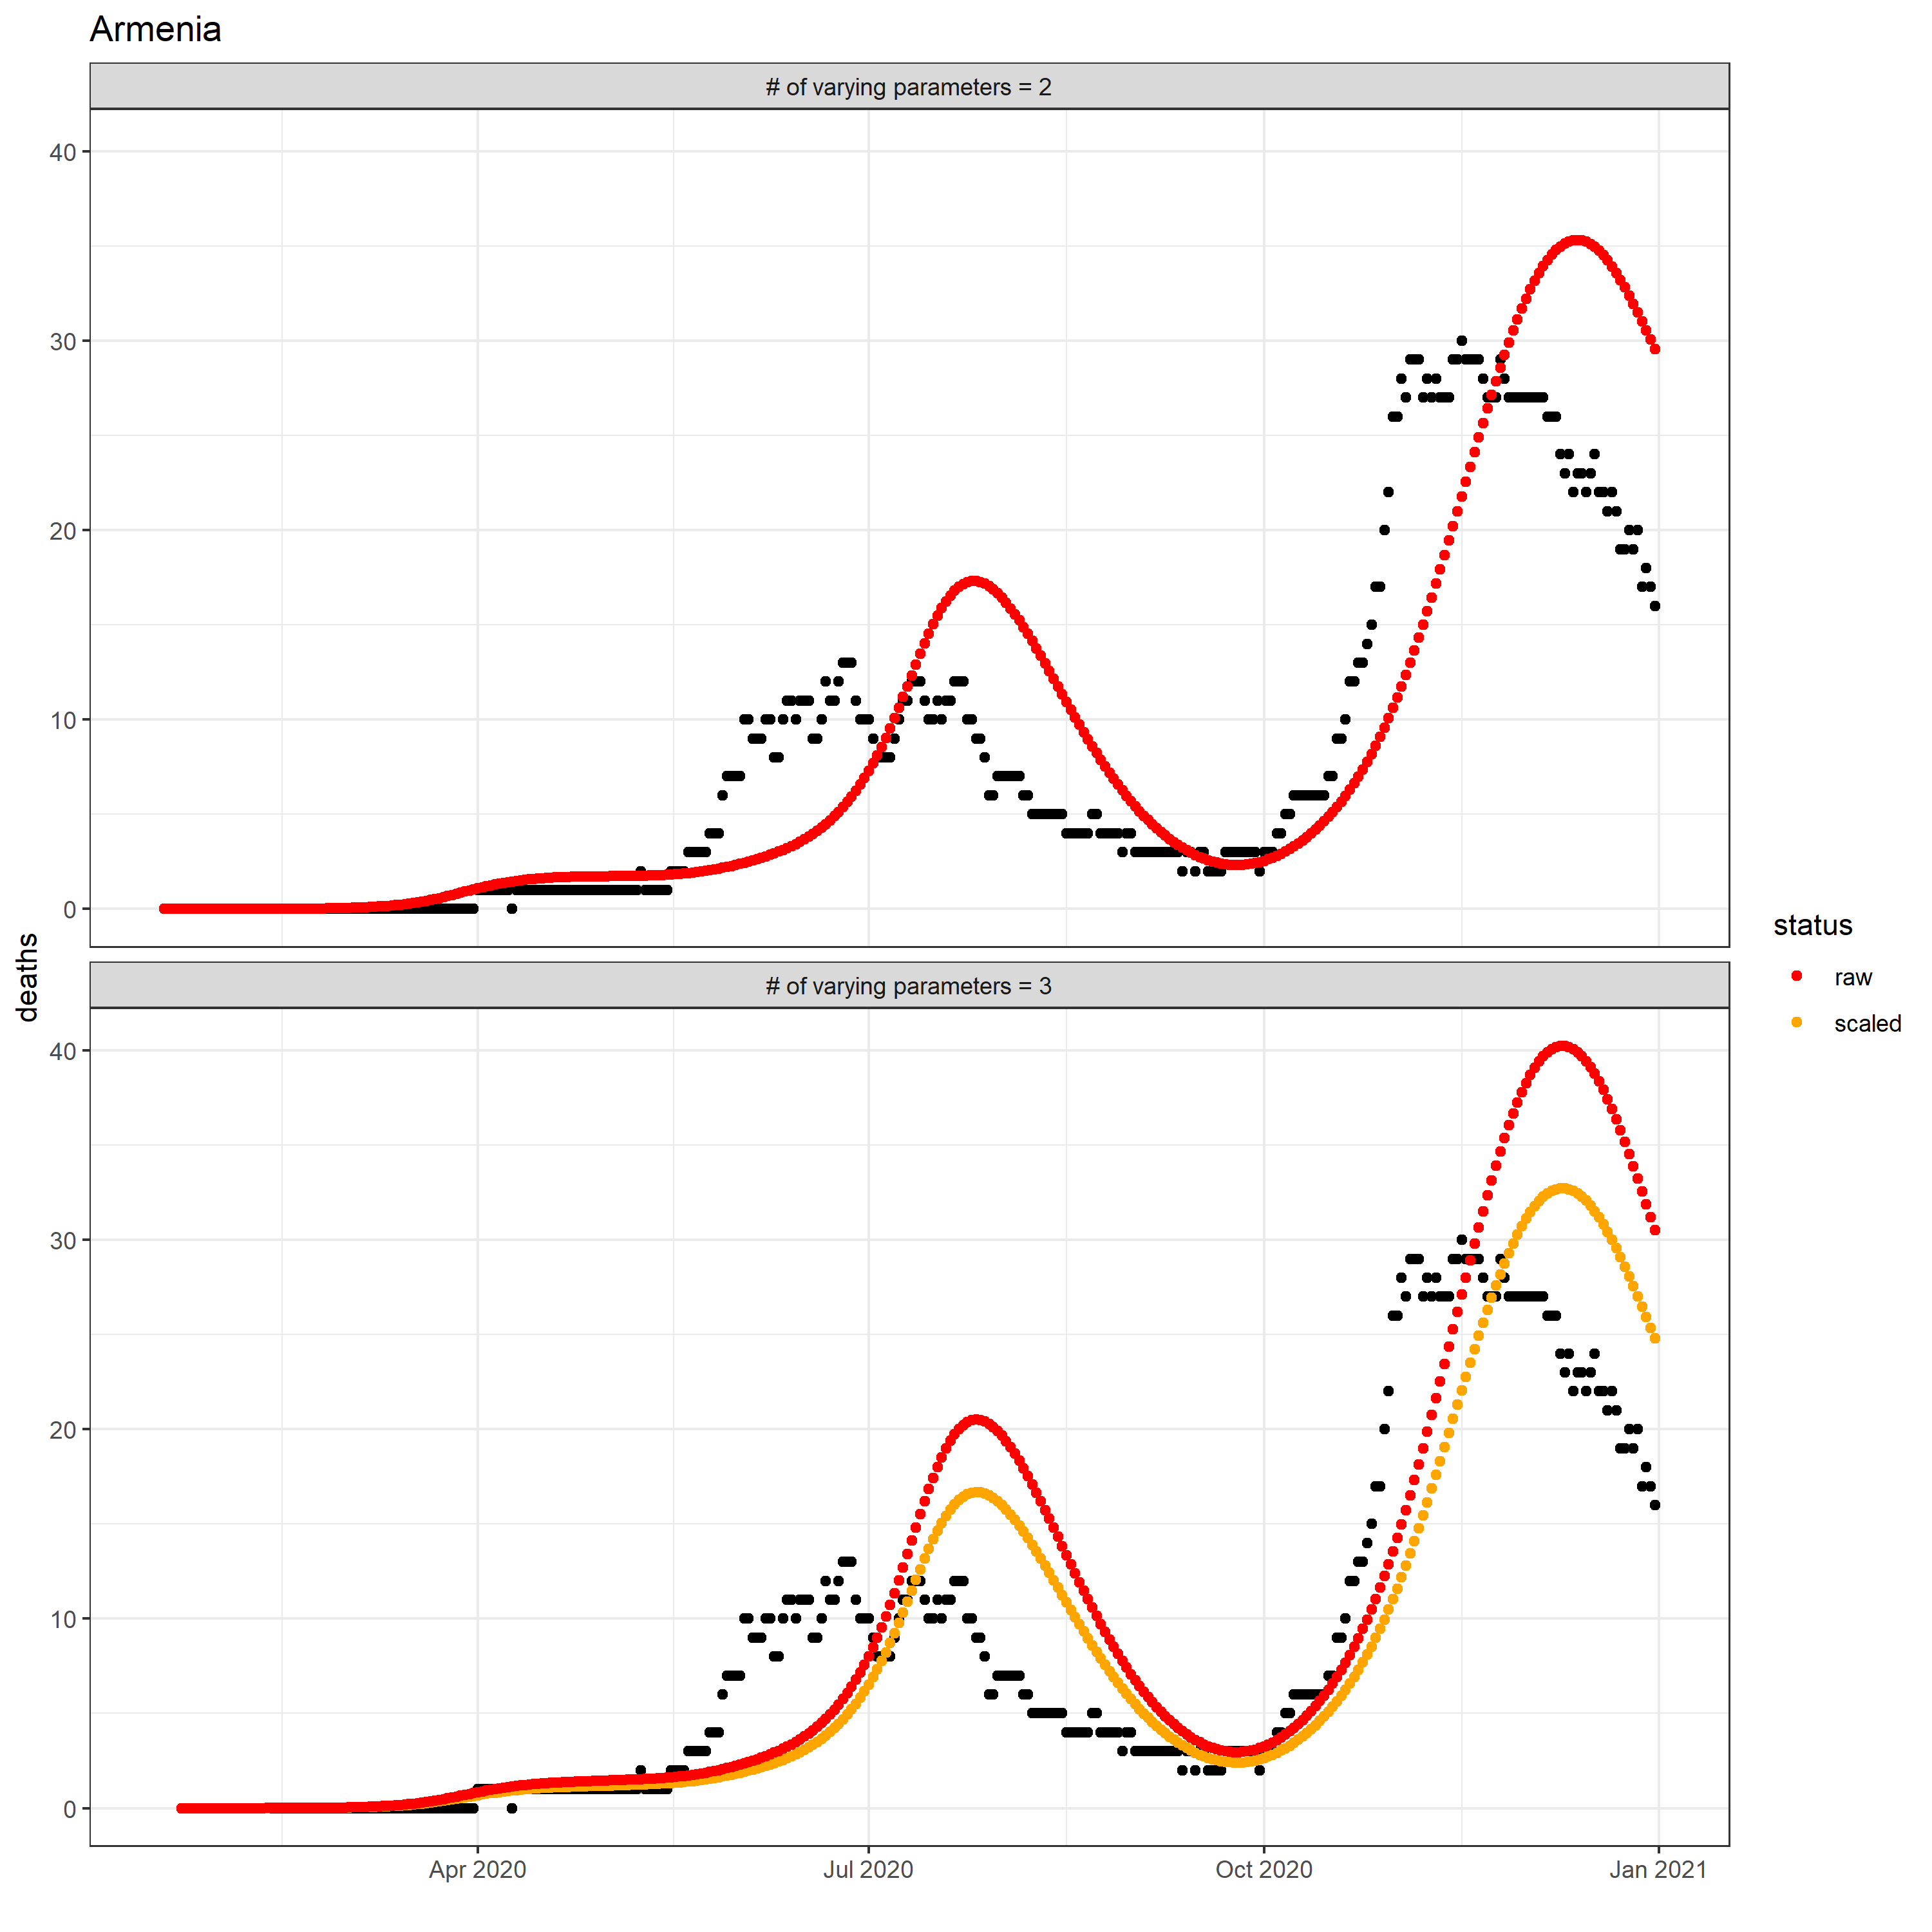 Armenia
# of varying parameters = 2
40
30
20
10
0
deaths
# of varying parameters = 3
40
30
20
10
0
Apr 2020
Jul 2020
Oct 2020
Jan 2021
status
raw
scaled